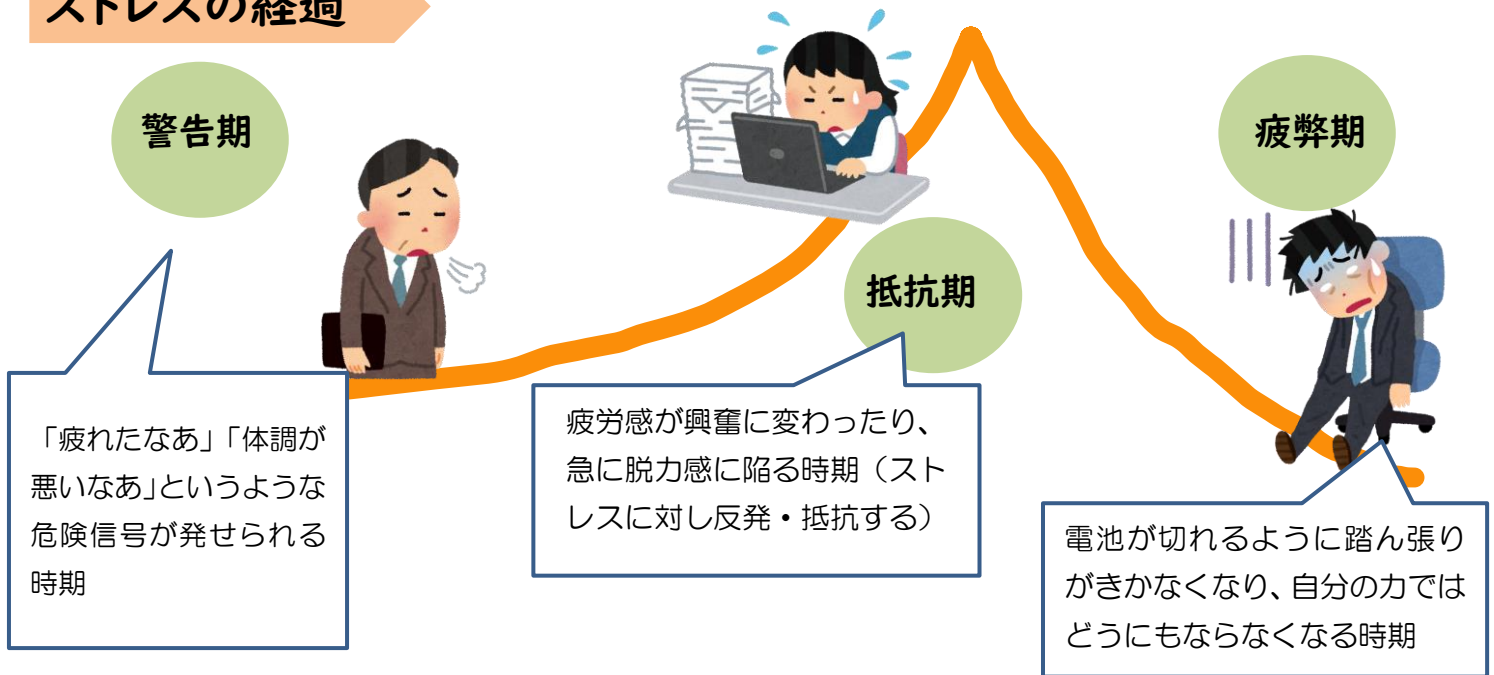 ストレスの経過
警告期
「疲れたなあ」「体調が
悪いなあ」というような
危険信号が発せられる
時期
抵抗期
疲労感が興奮に変わったり、
急に脱力感に陥る時期（スト
レスに対し反発・抵抗する）
疲弊期
電池が切れるように踏ん張り
がきかなくなり、自分の力では
どうにもならなくなる時期